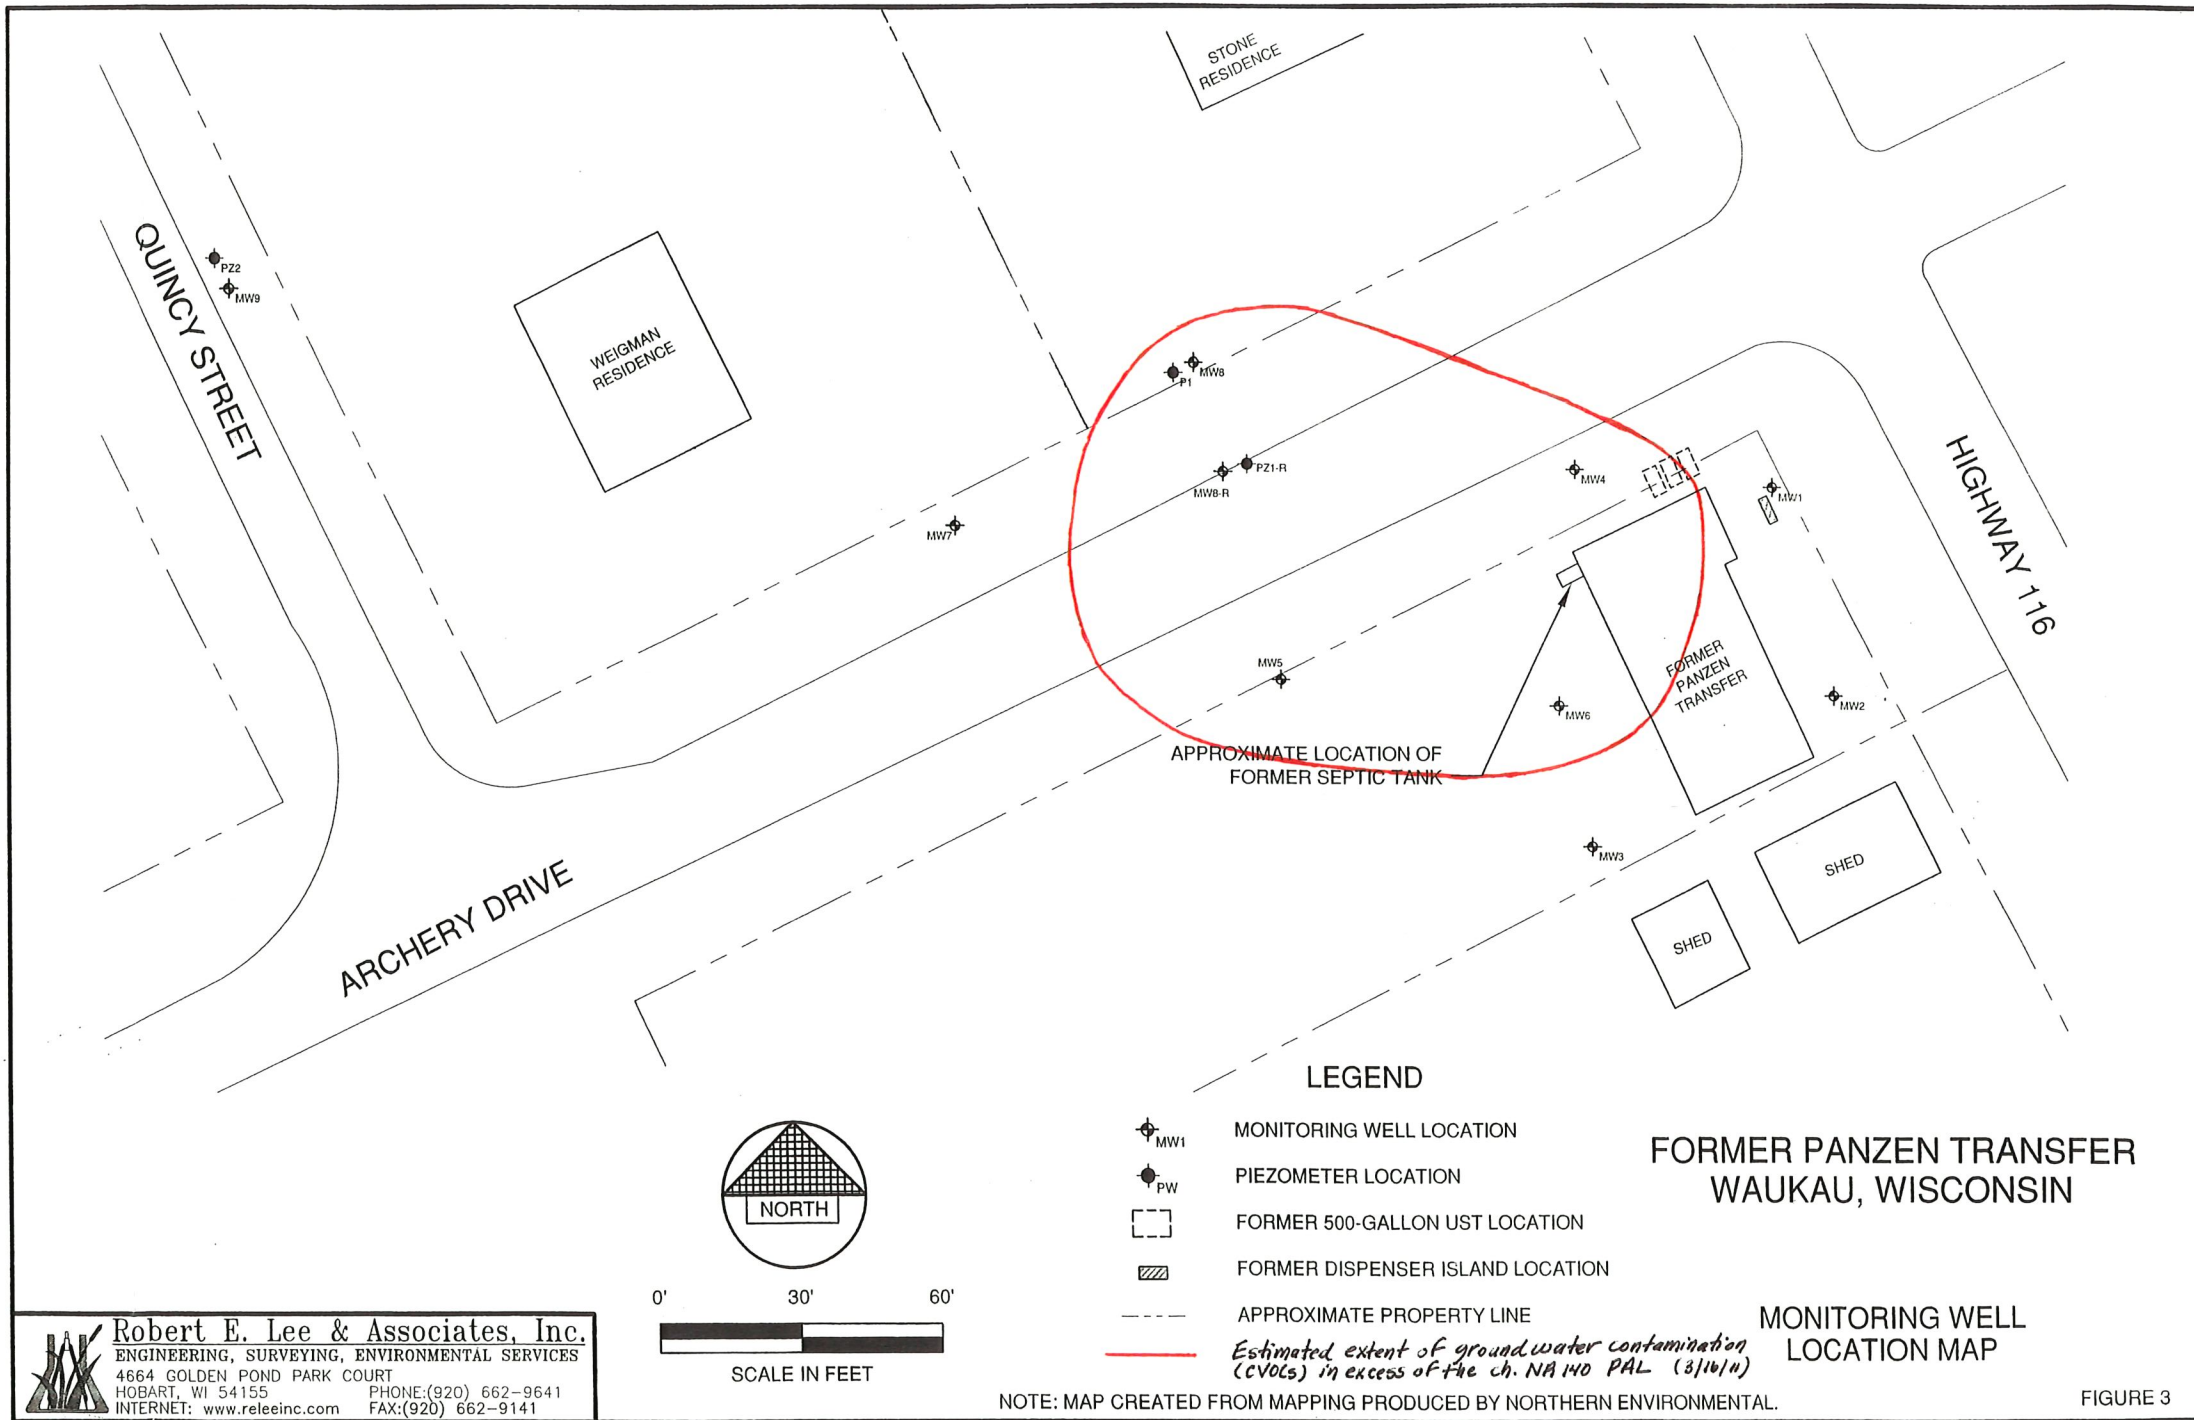 STONE
RESIDENCE
QUINCY STREET
PZ2
MW9
WEIGMAN
RESIDENCE
MW8
P1
PZ1-R
MW8-R
MW7
MW4
MW1
HIGHWAY 116
MW5
MW6
FORMER
PANZEN
TRANSFER
MW2
APPROXIMATE LOCATION OF
FORMER SEPTIC TANK
MW3
SHED
SHED
ARCHERY DRIVE
NORTH
0' 30' 60'
SCALE IN FEET
LEGEND
MW1 MONITORING WELL LOCATION
PW PIEZOMETER LOCATION
FORMER 500-GALLON UST LOCATION
FORMER DISPENSER ISLAND LOCATION
APPROXIMATE PROPERTY LINE
Estimated extent of groundwater contamination
(CVOCs) in excess of the ch. NR 140 PAL (3/16/11)
NOTE: MAP CREATED FROM MAPPING PRODUCED BY NORTHERN ENVIRONMENTAL.
FORMER PANZEN TRANSFER
WAUKAU, WISCONSIN
MONITORING WELL
LOCATION MAP
FIGURE 3
Robert E. Lee & Associates, Inc.
ENGINEERING, SURVEYING, ENVIRONMENTAL SERVICES
4664 GOLDEN POND PARK COURT
HOBART, WI 54155 PHONE:(920) 662-9641
INTERNET: www.releeinc.com FAX:(920) 662-9141